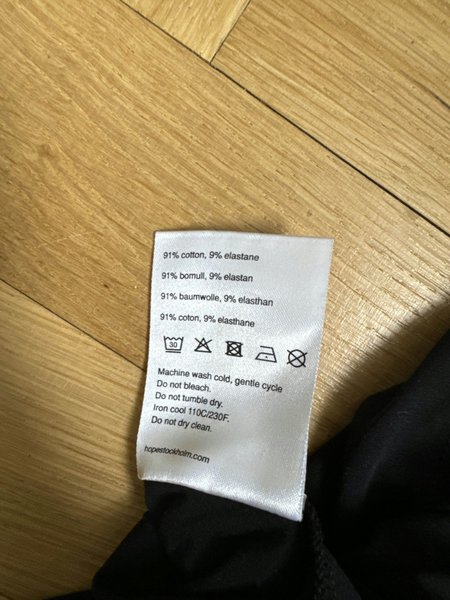 91% cotton, 9% elastane
91% bomull, 9% elastan
91% baumwolle, 9% elasthan
91% coton, 9% elasthane
30
Machine wash cold, gentle cycle
Do not bleach.
Do not tumble dry.
Iron cool 110C/230F.
Do not dry clean.
hopestockholm.com